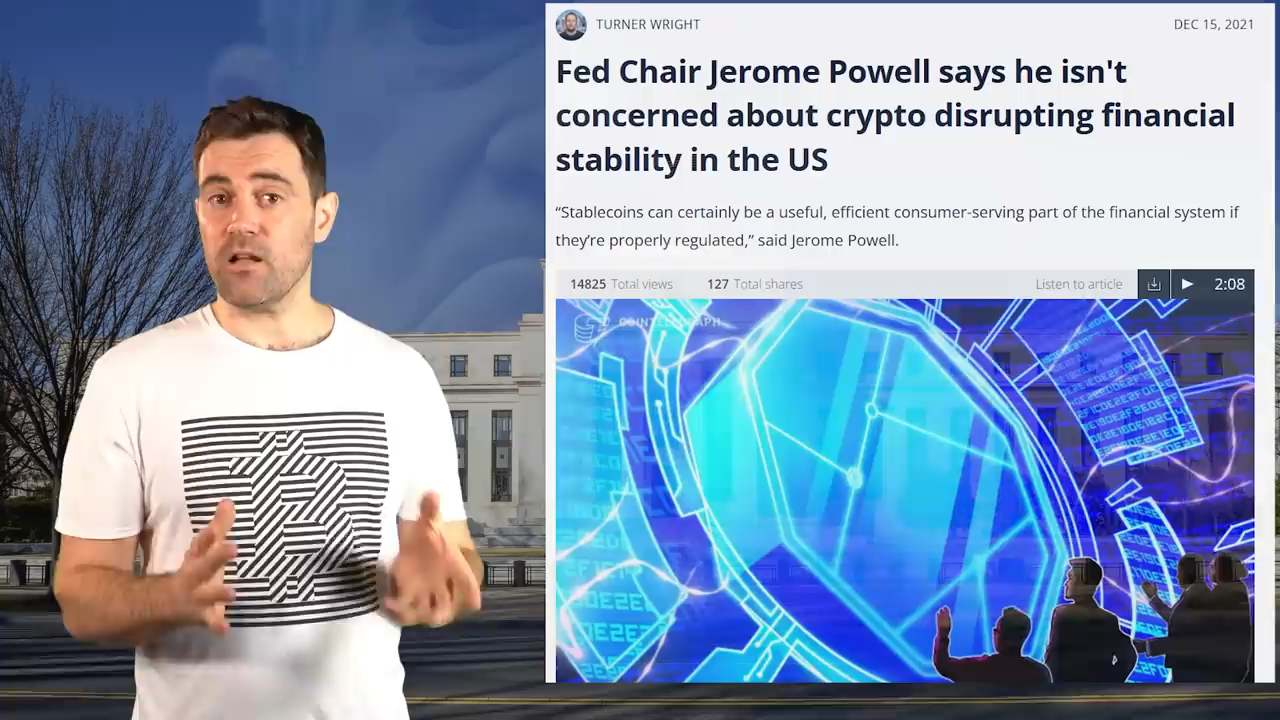 TURNER WRIGHT
DEC 15, 2021
Fed Chair Jerome Powell says he isn't
concerned about crypto disrupting financial
stability in the US
“Stablecoins can certainly be a useful, efficient consumer-serving part of the financial system if
they’re properly regulated,” said Jerome Powell.
14825 Total views 127 Total shares
Listen to article 2:08
COINTELEGRAPH